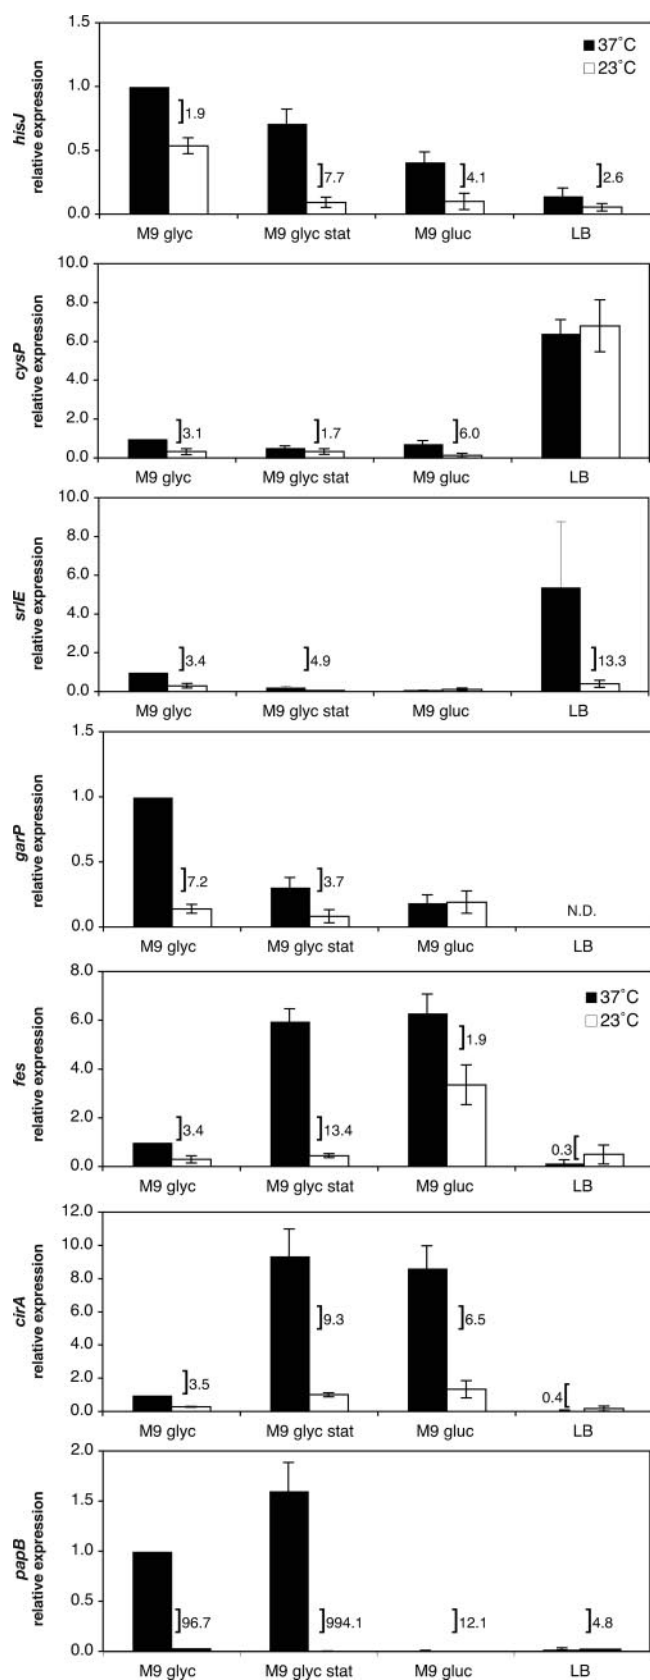 hisJ
relative expression
1.5
1.0
0.5
0.0
37°C
23°C
1.9
7.7
4.1
2.6
M9 glyc
M9 glyc stat
M9 gluc
LB
cysP
relative expression
10.0
8.0
6.0
4.0
2.0
0.0
3.1
1.7
6.0
M9 glyc
M9 glyc stat
M9 gluc
LB
srlE
relative expression
10.0
8.0
6.0
4.0
2.0
0.0
3.4
4.9
13.3
M9 glyc
M9 glyc stat
M9 gluc
LB
garP
relative expression
1.5
1.0
0.5
0.0
7.2
3.7
N.D.
M9 glyc
M9 glyc stat
M9 gluc
LB
fes
relative expression
8.0
6.0
4.0
2.0
0.0
37°C
23°C
3.4
13.4
1.9
0.3
M9 glyc
M9 glyc stat
M9 gluc
LB
cirA
relative expression
12.0
10.0
8.0
6.0
4.0
2.0
0.0
3.5
9.3
6.5
0.4
M9 glyc
M9 glyc stat
M9 gluc
LB
papB
relative expression
2.0
1.5
1.0
0.5
0.0
96.7
994.1
12.1
4.8
M9 glyc
M9 glyc stat
M9 gluc
LB